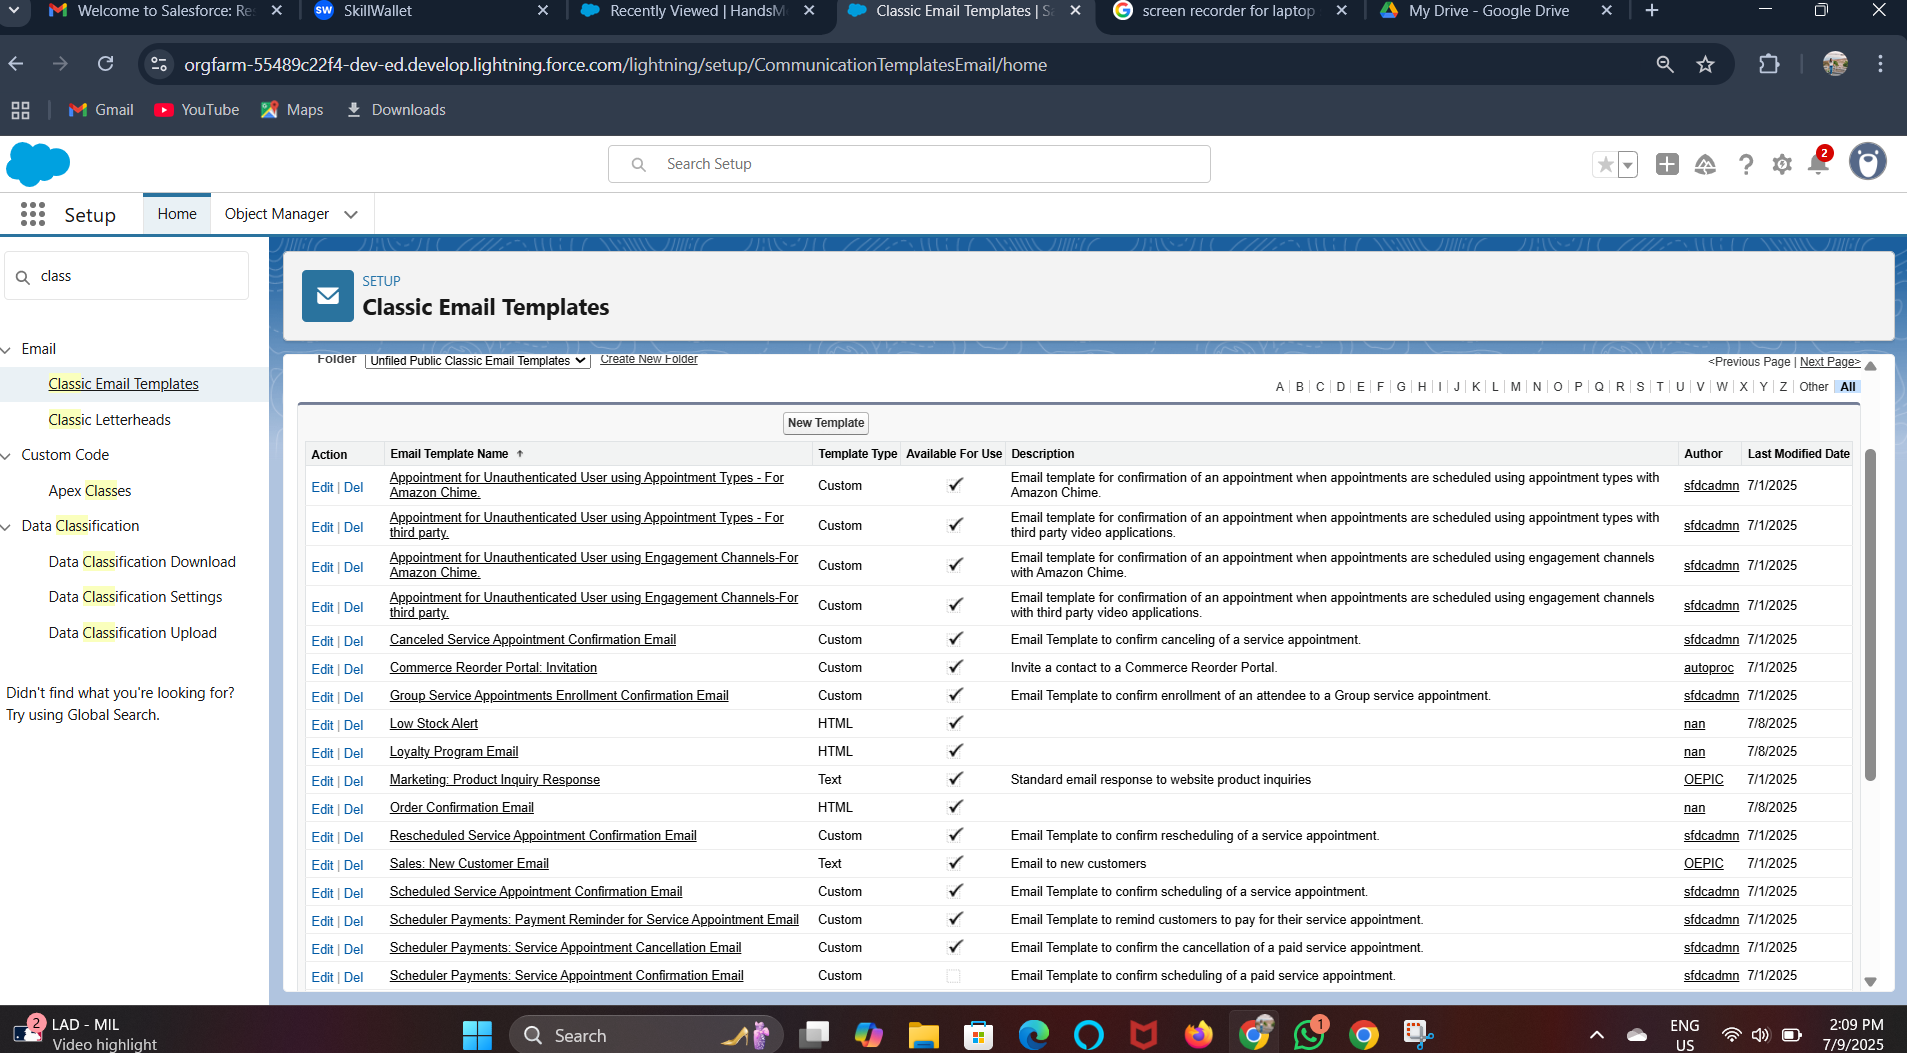 Welcome to Salesforce: Res
SkillWallet
Recently Viewed | HandsMe
Classic Email Templates | Sa
screen recorder for laptop
My Drive - Google Drive
orgfarm-55489c22f4-dev-ed.develop.lightning.force.com/lightning/setup/CommunicationTemplatesEmail/home
Gmail
YouTube
Maps
Downloads
Search Setup
2
Setup
Home
Object Manager
class
Email
Classic Email Templates
Classic Letterheads
Custom Code
Apex Classes
Data Classification
Data Classification Download
Data Classification Settings
Data Classification Upload
Didn't find what you're looking for?
Try using Global Search.
SETUP
Classic Email Templates
Folder Unfiled Public Classic Email Templates Create New Folder
<Previous Page | Next Page>
A | B | C | D | E | F | G | H | I | J | K | L | M | N | O | P | Q | R | S | T | U | V | W | X | Y | Z | Other All
New Template
Action Email Template Name Template Type Available For Use Description Author Last Modified Date
Edit | Del Appointment for Unauthenticated User using Appointment Types - For Amazon Chime. Custom Email template for confirmation of an appointment when appointments are scheduled using appointment types with Amazon Chime. sfdcadmn 7/1/2025
Edit | Del Appointment for Unauthenticated User using Appointment Types - For third party. Custom Email template for confirmation of an appointment when appointments are scheduled using appointment types with third party video applications. sfdcadmn 7/1/2025
Edit | Del Appointment for Unauthenticated User using Engagement Channels-For Amazon Chime. Custom Email template for confirmation of an appointment when appointments are scheduled using engagement channels with Amazon Chime. sfdcadmn 7/1/2025
Edit | Del Appointment for Unauthenticated User using Engagement Channels-For third party. Custom Email template for confirmation of an appointment when appointments are scheduled using engagement channels with third party video applications. sfdcadmn 7/1/2025
Edit | Del Canceled Service Appointment Confirmation Email Custom Email Template to confirm canceling of a service appointment. sfdcadmn 7/1/2025
Edit | Del Commerce Reorder Portal: Invitation Custom Invite a contact to a Commerce Reorder Portal. autoproc 7/1/2025
Edit | Del Group Service Appointments Enrollment Confirmation Email Custom Email Template to confirm enrollment of an attendee to a Group service appointment. sfdcadmn 7/1/2025
Edit | Del Low Stock Alert HTML nan 7/8/2025
Edit | Del Loyalty Program Email HTML nan 7/8/2025
Edit | Del Marketing: Product Inquiry Response Text Standard email response to website product inquiries OEPIC 7/1/2025
Edit | Del Order Confirmation Email HTML nan 7/8/2025
Edit | Del Rescheduled Service Appointment Confirmation Email Custom Email Template to confirm rescheduling of a service appointment. sfdcadmn 7/1/2025
Edit | Del Sales: New Customer Email Text Email to new customers OEPIC 7/1/2025
Edit | Del Scheduled Service Appointment Confirmation Email Custom Email Template to confirm scheduling of a service appointment. sfdcadmn 7/1/2025
Edit | Del Scheduler Payments: Payment Reminder for Service Appointment Email Custom Email Template to remind customers to pay for their service appointment. sfdcadmn 7/1/2025
Edit | Del Scheduler Payments: Service Appointment Cancellation Email Custom Email Template to confirm the cancellation of a paid service appointment. sfdcadmn 7/1/2025
Edit | Del Scheduler Payments: Service Appointment Confirmation Email Custom Email Template to confirm scheduling of a paid service appointment. sfdcadmn 7/1/2025
2
LAD - MIL
Video highlight
Search
1
ENG
US
2:09 PM
7/9/2025